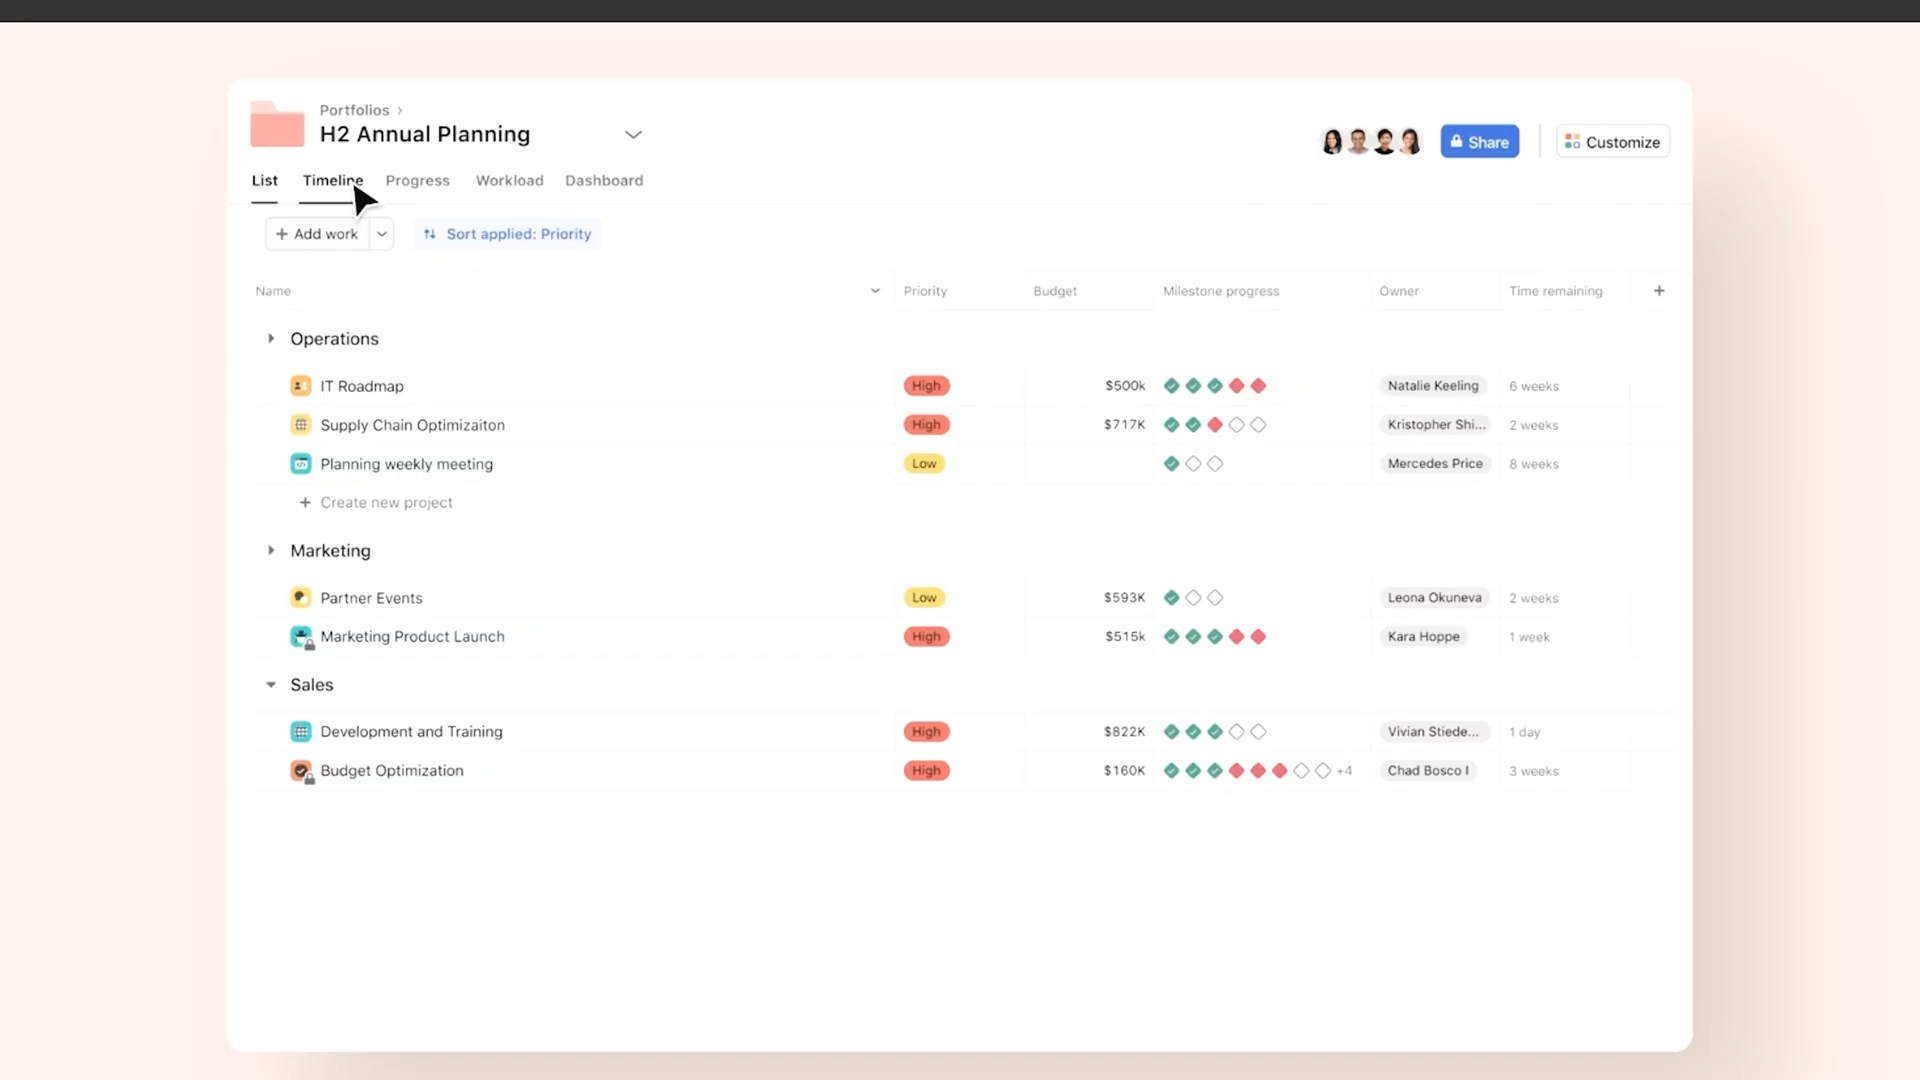 Portfolios ›
H2 Annual Planning
Share
Customize
List Timeline Progress Workload Dashboard
+ Add work
Sort applied: Priority
Name Priority Budget Milestone progress Owner Time remaining +
Operations
IT Roadmap High $500k Natalie Keeling 6 weeks
Supply Chain Optimizaiton High $717K Kristopher Shi... 2 weeks
Planning weekly meeting Low Mercedes Price 8 weeks
+ Create new project
Marketing
Partner Events Low $593K Leona Okuneva 2 weeks
Marketing Product Launch High $515k Kara Hoppe 1 week
Sales
Development and Training High $822K Vivian Stiede... 1 day
Budget Optimization High $160K +4 Chad Bosco I 3 weeks